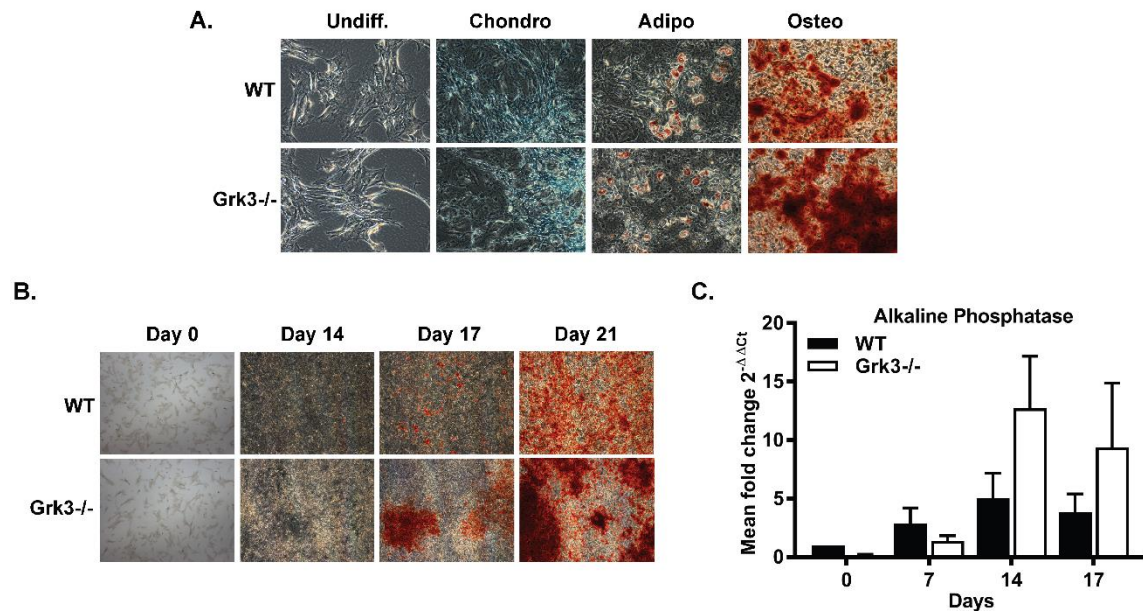 A.
Undiff. Chondro Adipo Osteo
WT
Grk3-/-
B.
Day 0 Day 14 Day 17 Day 21
WT
Grk3-/-
C.
Alkaline Phosphatase
WT
Grk3-/-
Mean fold change 2^-ΔΔCt
20
15
10
5
0
0 7 14 17
Days